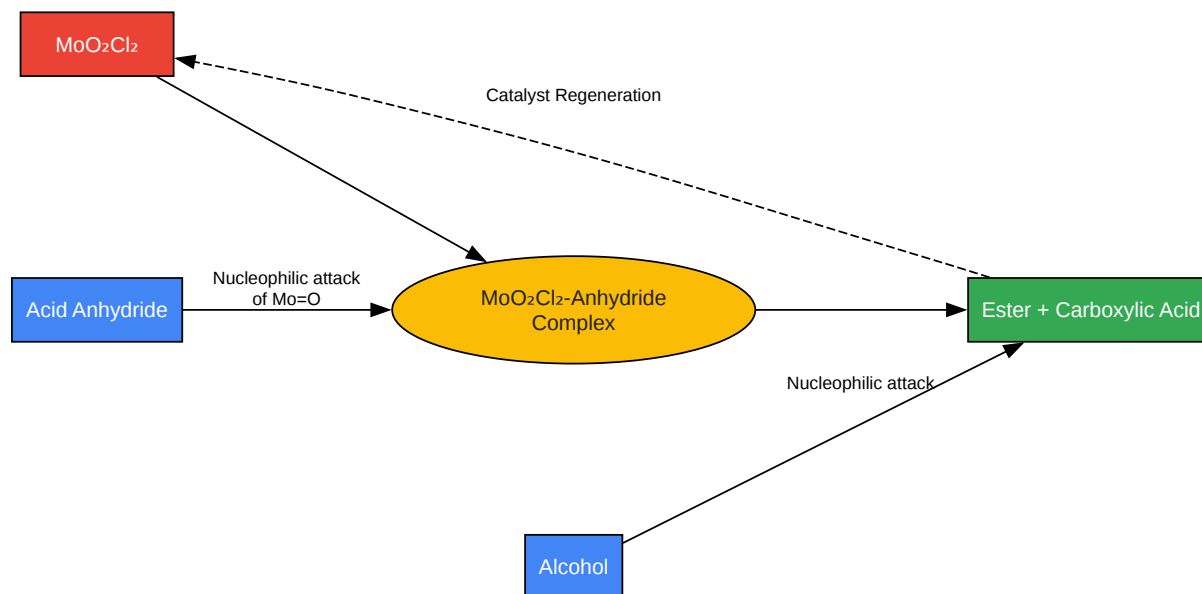 MoO₂Cl₂
Catalyst Regeneration
Nucleophilic attack
of Mo=O
Acid Anhydride
MoO₂Cl₂-Anhydride
Complex
Ester + Carboxylic Acid
Nucleophilic attack
Alcohol